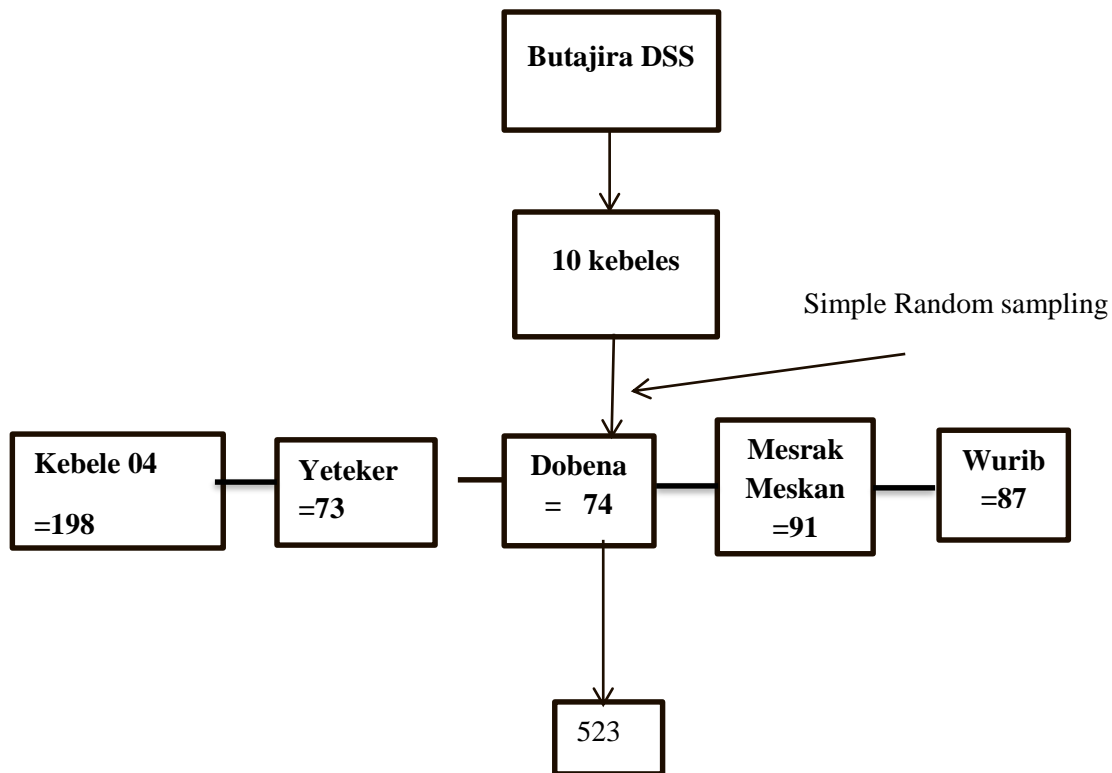 Butajira DSS
10 kebeles
Simple Random sampling
Kebele 04
=198
Yeteker
=73
Dobena
= 74
Mesrak
Meskan
=91
Wurib
=87
523